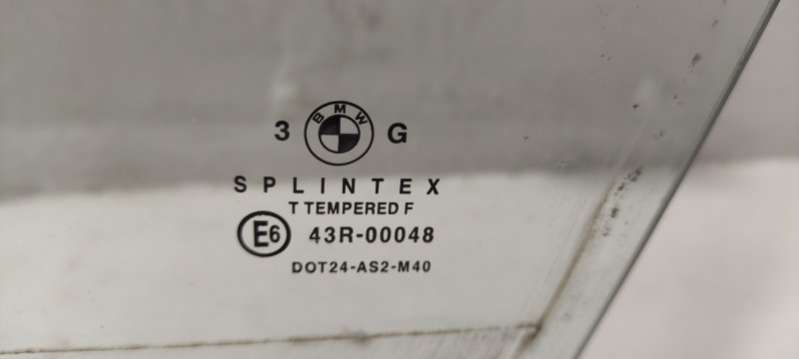 BMW
3 G
SPLINTEX
T TEMPERED F
E6 43R-00048
DOT24-AS2-M40